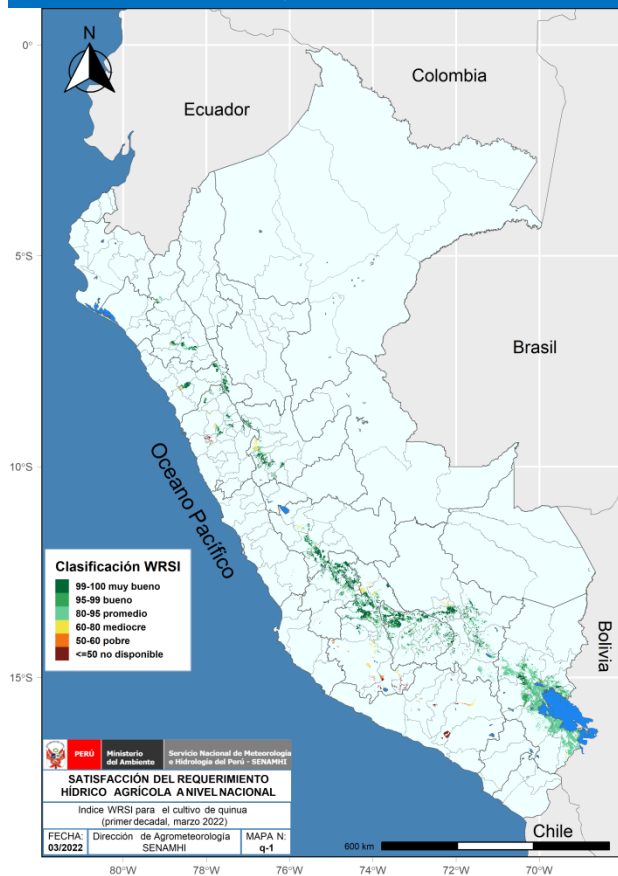 N
0°
Colombia
Ecuador
5°S
Brasil
10°S
Oceano Pacífico
Clasificación WRSI
99-100 muy bueno
95-99 bueno
80-95 promedio
60-80 mediocre
50-60 pobre
<=50 no disponible
Bolivia
15°S
PERÚ
Ministerio
del Ambiente
Servicio Nacional de Meteorología
e Hidrología del Perú - SENAMHI
SATISFACCIÓN DEL REQUERIMIENTO
HÍDRICO AGRÍCOLA A NIVEL NACIONAL
Indice WRSI para el cultivo de quinua
(primer decadal, marzo 2022)
FECHA:
03/2022
Dirección de Agrometeorología
SENAMHI
MAPA N:
q-1
600 km
Chile
80°W
78°W
76°W
74°W
72°W
70°W